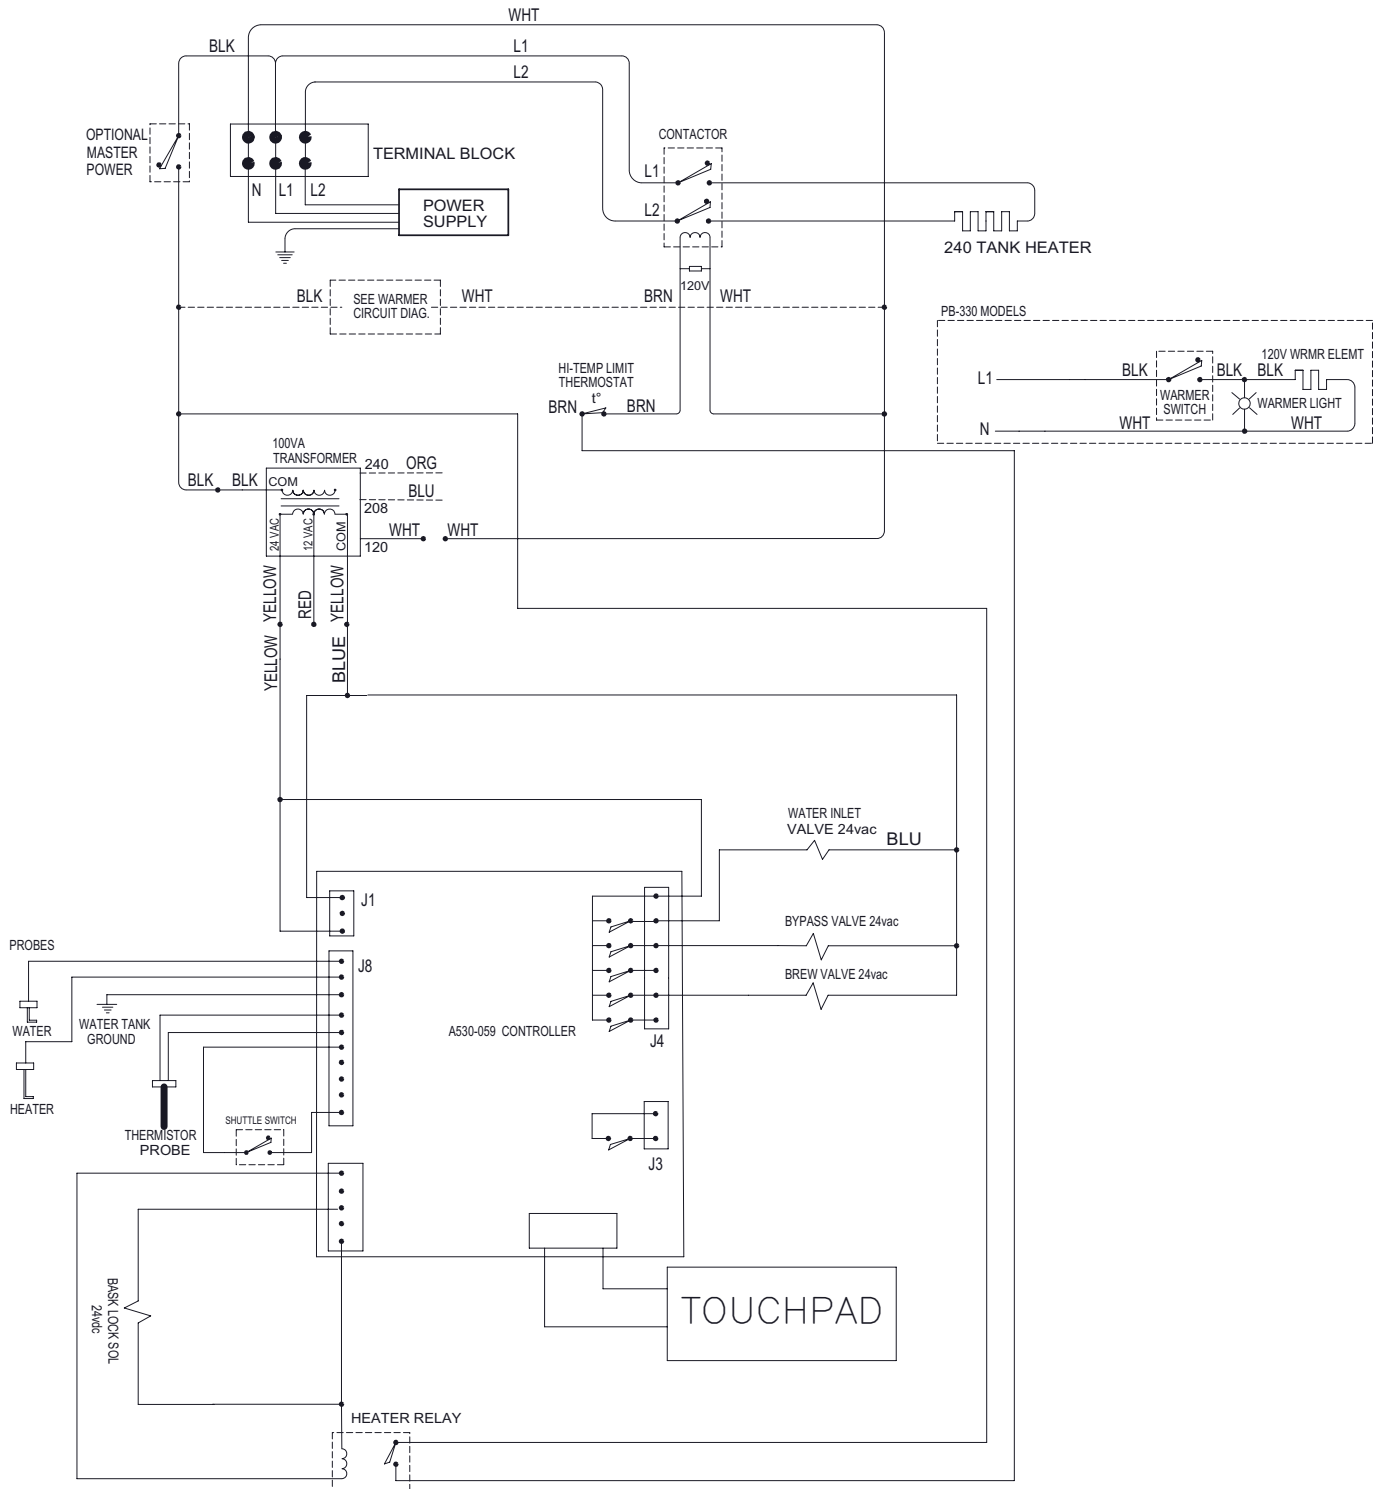 WHT
BLK
L1
L2
OPTIONAL
MASTER
POWER
TERMINAL BLOCK
N L1 L2
POWER
SUPPLY
CONTACTOR
L1
L2
240 TANK HEATER
120V
BLK
SEE WARMER
CIRCUIT DIAG.
WHT
BRN
WHT
PB-330 MODELS
L1
BLK
WARMER
SWITCH
BLK
BLK
120V WRMR ELEMT
WARMER LIGHT
N
WHT
WHT
HI-TEMP LIMIT
THERMOSTAT
t°
BRN
BRN
100VA
TRANSFORMER
240
ORG
BLK
BLK
COM
BLU
208
24 VAC
12 VAC
COM
WHT
WHT
120
YELLOW
RED
YELLOW
YELLOW
BLUE
WATER INLET
VALVE 24vac
BLU
J1
BYPASS VALVE 24vac
PROBES
J8
BREW VALVE 24vac
WATER
WATER TANK
GROUND
A530-059 CONTROLLER
J4
HEATER
SHUTTLE SWITCH
THERMISTOR
PROBE
J3
BASK LOCK SOL
24vdc
TOUCHPAD
HEATER RELAY